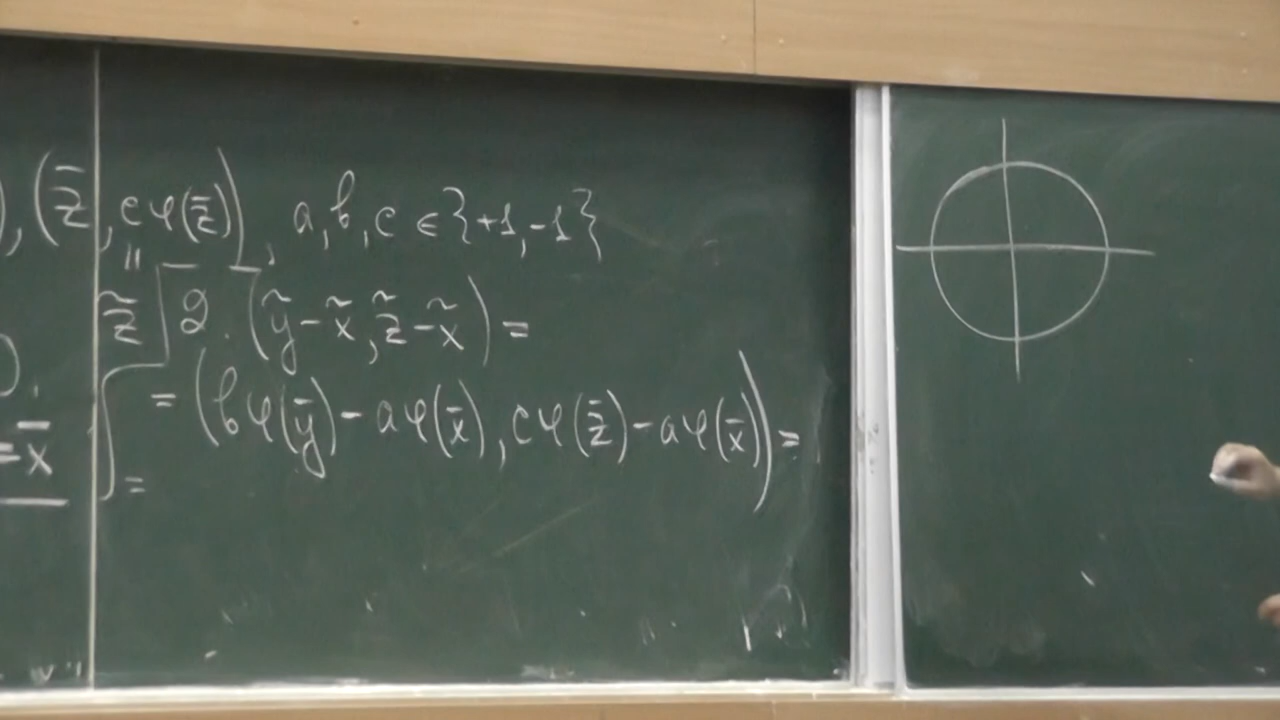 ), (z̄, cφ(z̄)), a, b, c ∈ {+1, -1}
||
z̃
2. (ỹ - x̃, z̃ - x̃) =
= (bφ(ȳ) - aφ(x̄), cφ(z̄) - aφ(x̄)) =
= x̄
=